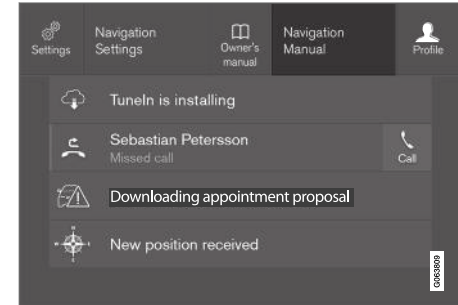 Settings
Navigation
Settings
Owner's
manual
Navigation
Manual
Profile
TuneIn is installing
Sebastian Petersson
Missed call
Call
Downloading appointment proposal
New position received
G063809